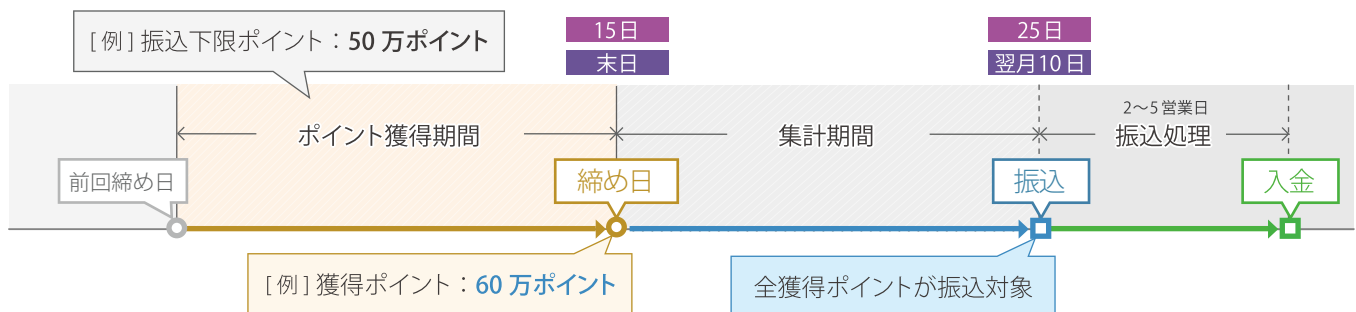 [例] 振込下限ポイント：50万ポイント
15日
末日
25日
翌月10日
ポイント獲得期間
集計期間
2〜5営業日
振込処理
前回締め日
締め日
振込
入金
[例] 獲得ポイント：60万ポイント
全獲得ポイントが振込対象